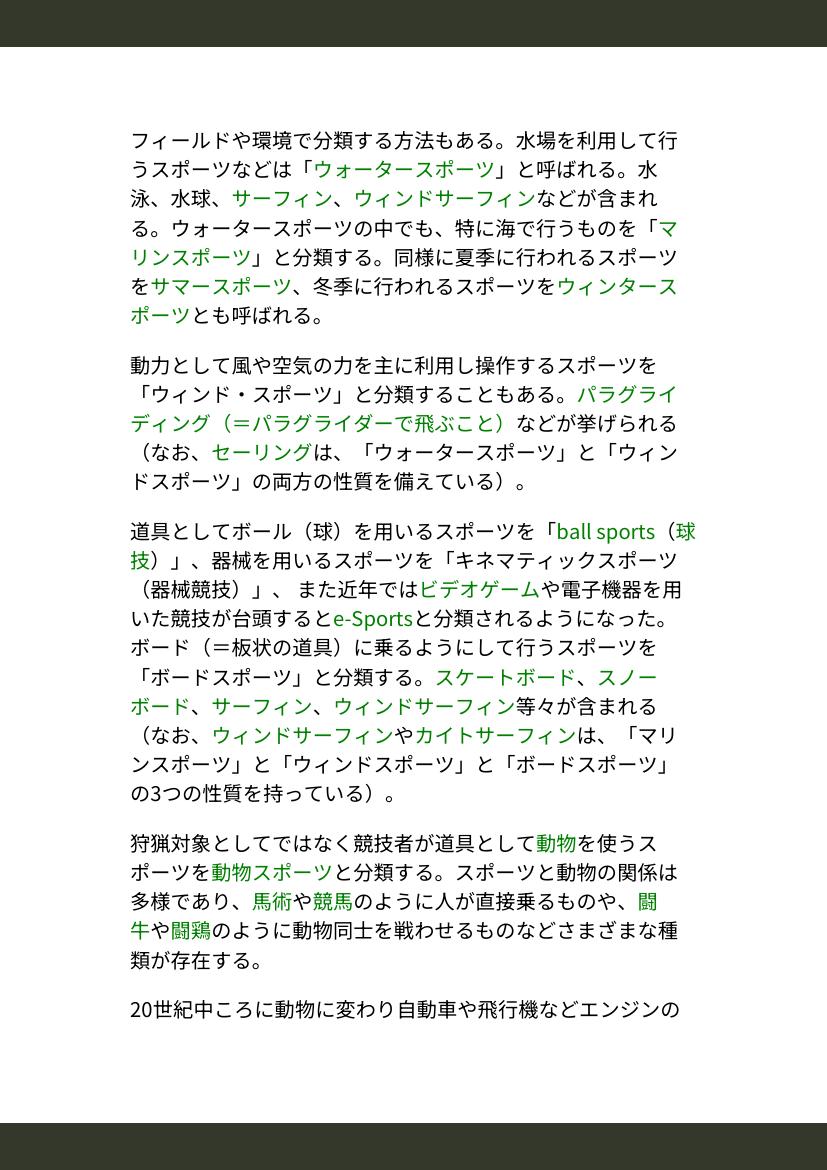 フィールドや環境で分類する方法もある。水場を利用して行
うスポーツなどは「ウォータースポーツ」と呼ばれる。水
泳、水球、サーフィン、ウィンドサーフィンなどが含まれ
る。ウォータースポーツの中でも、特に海で行うものを「マ
リンスポーツ」と分類する。同様に夏季に行われるスポーツ
をサマースポーツ、冬季に行われるスポーツをウィンタース
ポーツとも呼ばれる。
動力として風や空気の力を主に利用し操作するスポーツを
「ウィンド・スポーツ」と分類することもある。パラグライ
ディング（＝パラグライダーで飛ぶこと）などが挙げられる
（なお、セーリングは、「ウォータースポーツ」と「ウィン
ドスポーツ」の両方の性質を備えている）。
道具としてボール（球）を用いるスポーツを「ball sports（球
技）」、器械を用いるスポーツを「キネマティックスポーツ
（器械競技）」、 また近年ではビデオゲームや電子機器を用
いた競技が台頭するとe-Sportsと分類されるようになった。
ボード（＝板状の道具）に乗るようにして行うスポーツを
「ボードスポーツ」と分類する。スケートボード、スノー
ボード、サーフィン、ウィンドサーフィン等々が含まれる
（なお、ウィンドサーフィンやカイトサーフィンは、「マリ
ンスポーツ」と「ウィンドスポーツ」と「ボードスポーツ」
の3つの性質を持っている）。
狩猟対象としてではなく競技者が道具として動物を使うス
ポーツを動物スポーツと分類する。スポーツと動物の関係は
多様であり、馬術や競馬のように人が直接乗るものや、闘
牛や闘鶏のように動物同士を戦わせるものなどさまざまな種
類が存在する。
20世紀中ころに動物に変わり自動車や飛行機などエンジンの